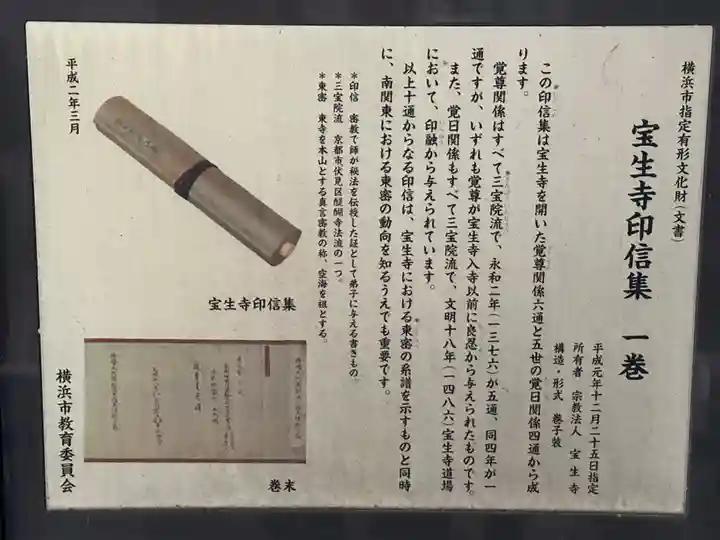 横浜市指定有形文化財(文書)
宝生寺印信集 一巻
平成元年十二月二十五日指定
所有者 宗教法人 宝生寺
構造・形式 巻子装
この印信集は宝生寺を開いた覚尊関係六通と五世の覚日関係四通から成
ります。
覚尊関係はすべて三宝院流で、永和二年(一三七六)が五通、同四年が一
通ですが、いずれも覚尊が宝生寺入寺以前に良忍から与えられたものです。
また、覚日関係もすべて三宝院流で、文明十八年(一四八六)宝生寺道場
において、印融から与えられています。
以上十通からなる印信は、宝生寺における東密の系譜を示すものと同時
に、南関東における東密の動向を知るうえでも重要です。
*印信 密教で師が秘法を伝授した証として弟子に与える書きもの。
*三宝院流 京都市伏見区醍醐寺法流の一つ。
*東密 東寺を本山とする真言密教の称、空海を祖とする。
宝生寺印信集
巻末
平成二年三月
横浜市教育委員会